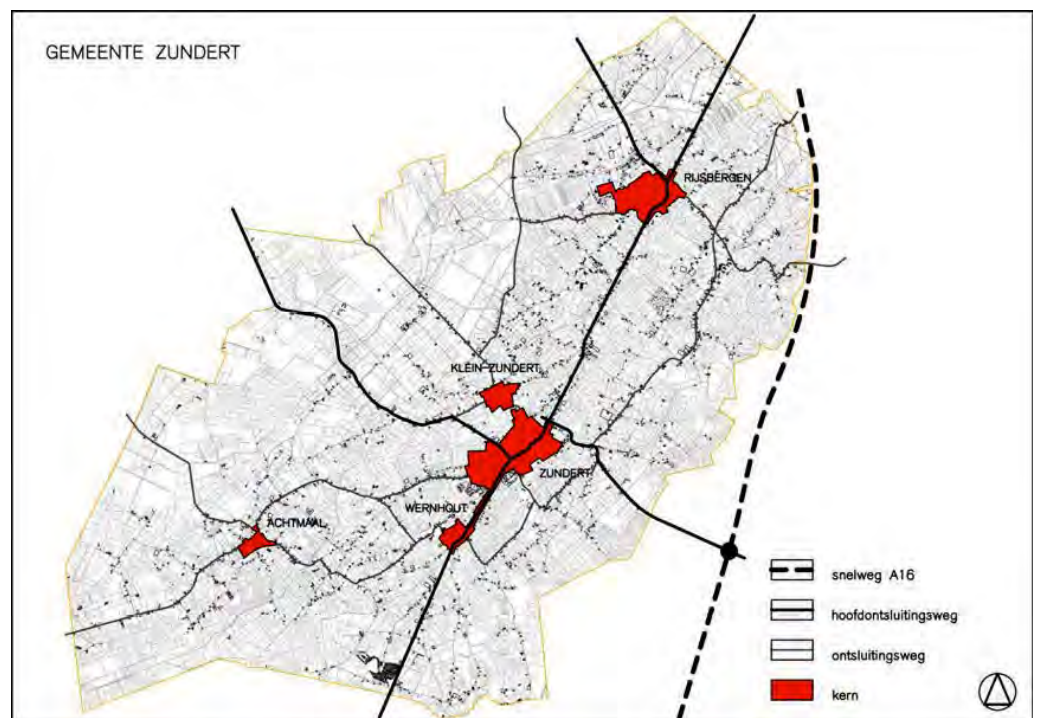 GEMEENTE ZUNDERT
RIJSBERGEN
KLEIN-ZUNDERT
ZUNDERT
WERNHOUT
ACHTMAAL
snelweg A16
hoofdontsluitingsweg
ontsluitingsweg
kern